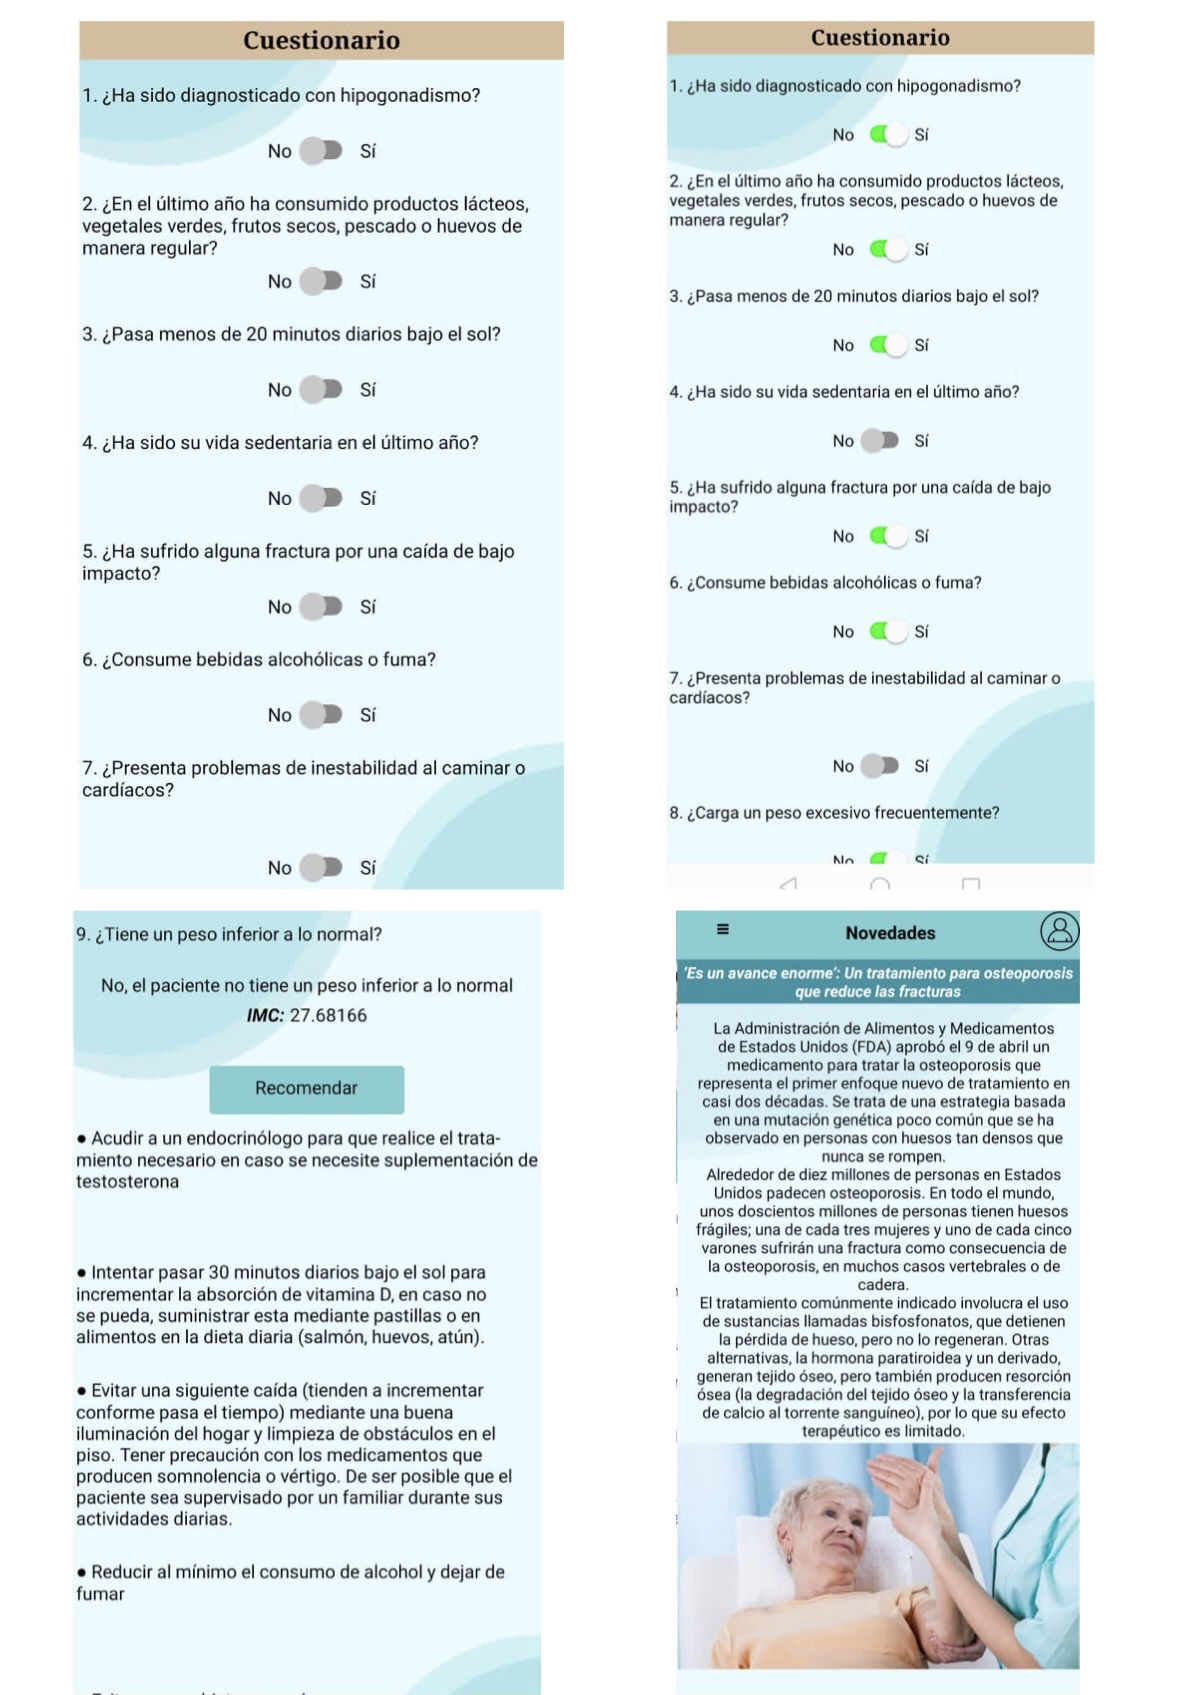 Cuestionario
1. ¿Ha sido diagnosticado con hipogonadismo?
No Sí
2. ¿En el último año ha consumido productos lácteos,
vegetales verdes, frutos secos, pescado o huevos de
manera regular?
No Sí
3. ¿Pasa menos de 20 minutos diarios bajo el sol?
No Sí
4. ¿Ha sido su vida sedentaria en el último año?
No Sí
5. ¿Ha sufrido alguna fractura por una caída de bajo
impacto?
No Sí
6. ¿Consume bebidas alcohólicas o fuma?
No Sí
7. ¿Presenta problemas de inestabilidad al caminar o
cardíacos?
No Sí
Cuestionario
1. ¿Ha sido diagnosticado con hipogonadismo?
No Sí
2. ¿En el último año ha consumido productos lácteos,
vegetales verdes, frutos secos, pescado o huevos de
manera regular?
No Sí
3. ¿Pasa menos de 20 minutos diarios bajo el sol?
No Sí
4. ¿Ha sido su vida sedentaria en el último año?
No Sí
5. ¿Ha sufrido alguna fractura por una caída de bajo
impacto?
No Sí
6. ¿Consume bebidas alcohólicas o fuma?
No Sí
7. ¿Presenta problemas de inestabilidad al caminar o
cardíacos?
No Sí
8. ¿Carga un peso excesivo frecuentemente?
No Sí
9. ¿Tiene un peso inferior a lo normal?
No, el paciente no tiene un peso inferior a lo normal
IMC: 27.68166
Recomendar
● Acudir a un endocrinólogo para que realice el trata-
miento necesario en caso se necesite suplementación de
testosterona
● Intentar pasar 30 minutos diarios bajo el sol para
incrementar la absorción de vitamina D, en caso no
se pueda, suministrar esta mediante pastillas o en
alimentos en la dieta diaria (salmón, huevos, atún).
● Evitar una siguiente caída (tienden a incrementar
conforme pasa el tiempo) mediante una buena
iluminación del hogar y limpieza de obstáculos en el
piso. Tener precaución con los medicamentos que
producen somnolencia o vértigo. De ser posible que el
paciente sea supervisado por un familiar durante sus
actividades diarias.
● Reducir al mínimo el consumo de alcohol y dejar de
fumar
Novedades
'Es un avance enorme': Un tratamiento para osteoporosis
que reduce las fracturas
La Administración de Alimentos y Medicamentos
de Estados Unidos (FDA) aprobó el 9 de abril un
medicamento para tratar la osteoporosis que
representa el primer enfoque nuevo de tratamiento en
casi dos décadas. Se trata de una estrategia basada
en una mutación genética poco común que se ha
observado en personas con huesos tan densos que
nunca se rompen.
Alrededor de diez millones de personas en Estados
Unidos padecen osteoporosis. En todo el mundo,
unos doscientos millones de personas tienen huesos
frágiles; una de cada tres mujeres y uno de cada cinco
varones sufrirán una fractura como consecuencia de
la osteoporosis, en muchos casos vertebrales o de
cadera.
El tratamiento comúnmente indicado involucra el uso
de sustancias llamadas bisfosfonatos, que detienen
la pérdida de hueso, pero no lo regeneran. Otras
alternativas, la hormona paratiroidea y un derivado,
generan tejido óseo, pero también producen resorción
ósea (la degradación del tejido óseo y la transferencia
de calcio al torrente sanguíneo), por lo que su efecto
terapéutico es limitado.